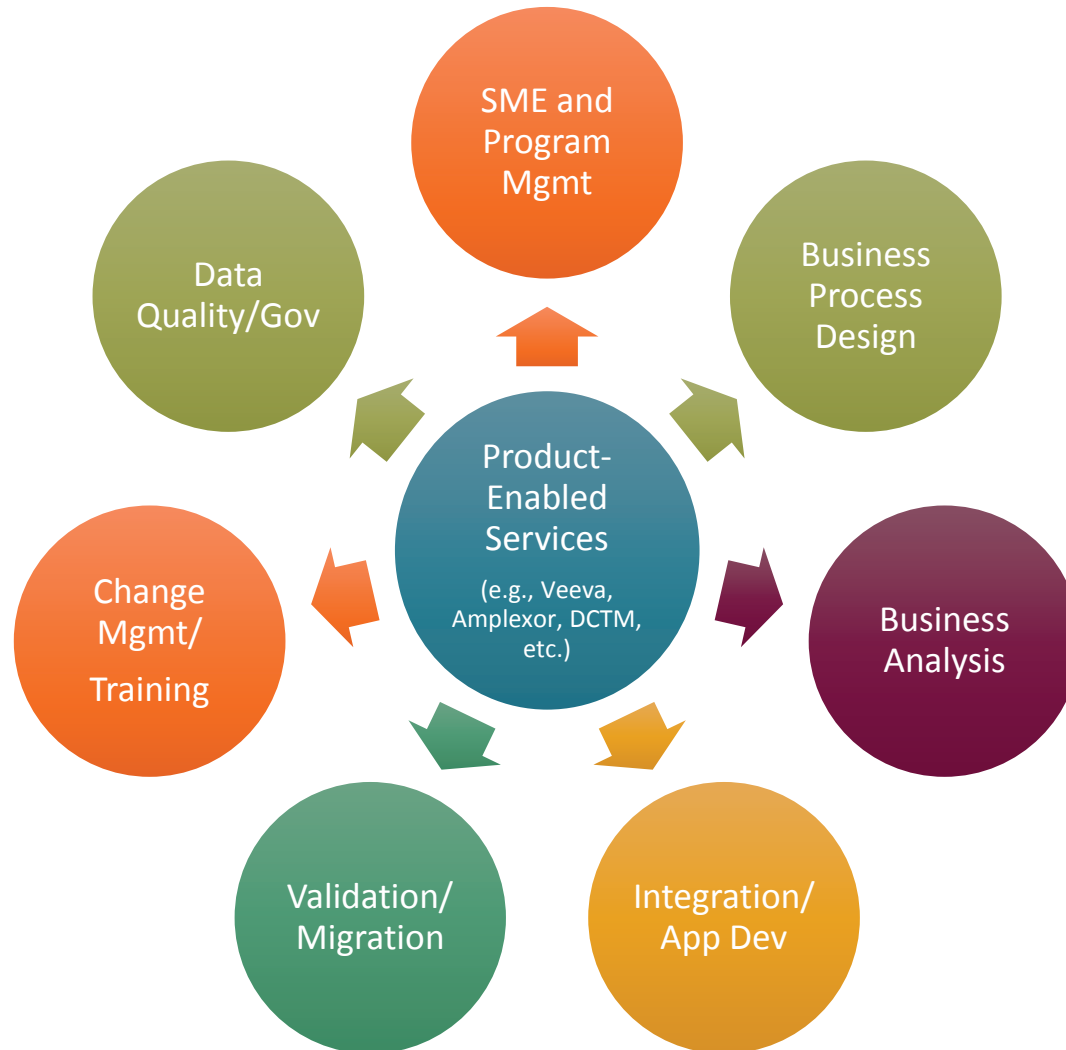 SME and
Program
Mgmt
Business
Process
Design
Business
Analysis
Integration/
App Dev
Validation/
Migration
Change
Mgmt/
Training
Data
Quality/Gov
Product-
Enabled
Services
(e.g., Veeva,
Amplexor, DCTM,
etc.)